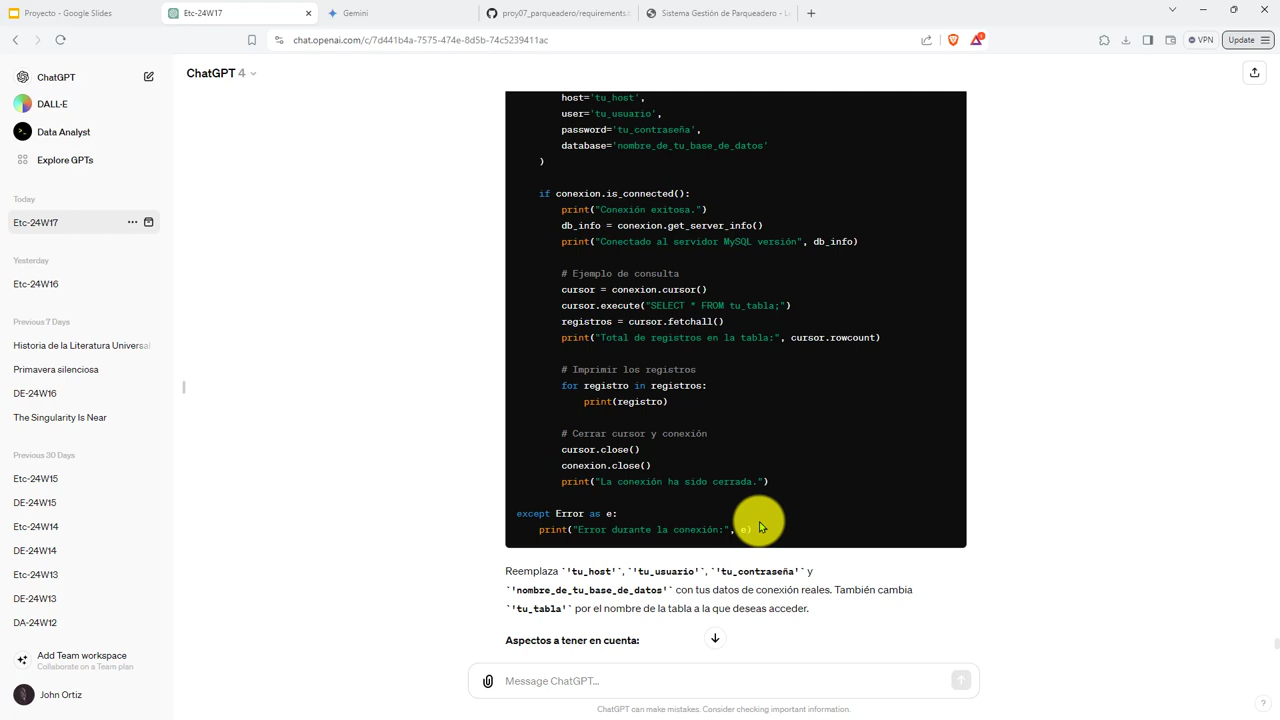 Proyecto - Google Slides
Etc-24W17
Gemini
proy07_parqueadero/requirements.t
Sistema Gestión de Parqueadero - L
chat.openai.com/c/7d441b4a-7575-474e-8d5b-74c5239411ac
VPN
Update
ChatGPT
DALL·E
Data Analyst
Explore GPTs
Today
Etc-24W17
Yesterday
Etc-24W16
Previous 7 Days
Historia de la Literatura Universal
Primavera silenciosa
DE-24W16
The Singularity Is Near
Previous 30 Days
Etc-24W15
DE-24W15
Etc-24W14
DE-24W14
Etc-24W13
DE-24W13
DA-24W12
Add Team workspace
Collaborate on a Team plan
John Ortiz
ChatGPT 4
host='tu_host',
user='tu_usuario',
password='tu_contraseña',
database='nombre_de_tu_base_de_datos'
)
if conexion.is_connected():
print("Conexión exitosa.")
db_info = conexion.get_server_info()
print("Conectado al servidor MySQL versión", db_info)
# Ejemplo de consulta
cursor = conexion.cursor()
cursor.execute("SELECT * FROM tu_tabla;")
registros = cursor.fetchall()
print("Total de registros en la tabla:", cursor.rowcount)
# Imprimir los registros
for registro in registros:
print(registro)
# Cerrar cursor y conexión
cursor.close()
conexion.close()
print("La conexión ha sido cerrada.")
except Error as e:
print("Error durante la conexión:", e)
Reemplaza `'tu_host'`, `'tu_usuario'`, `'tu_contraseña'` y
`'nombre_de_tu_base_de_datos'` con tus datos de conexión reales. También cambia
`'tu_tabla'` por el nombre de la tabla a la que deseas acceder.
Aspectos a tener en cuenta:
Message ChatGPT...
ChatGPT can make mistakes. Consider checking important information.
?